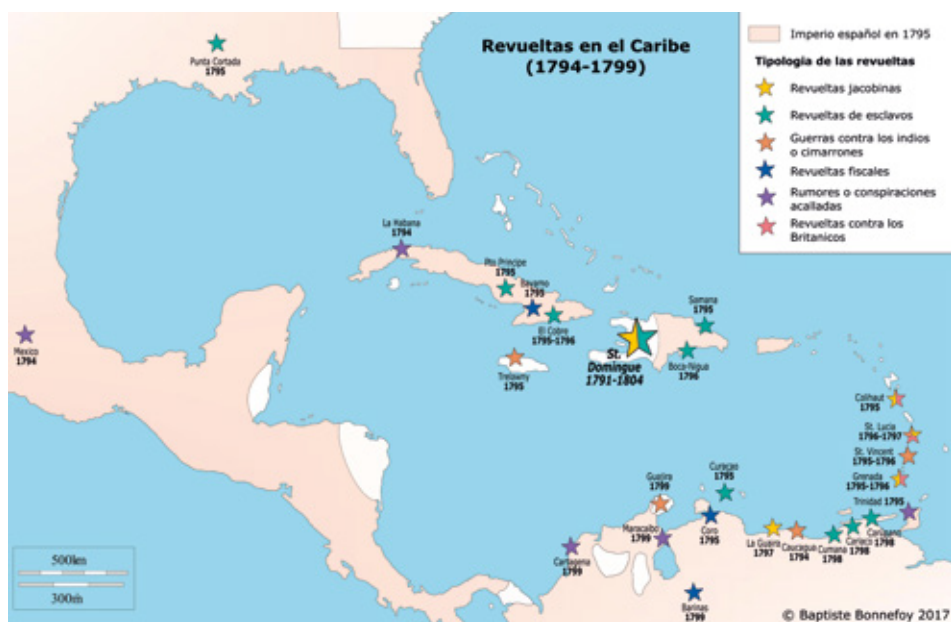 Revueltas en el Caribe
(1794-1799)
Imperio español en 1795
Tipologia de las revueltas
Revueltas jacobinas
Revueltas de esclavos
Guerras contra los indios
o cimarrones
Revueltas fiscales
Rumores o conspiraciones
acalladas
Revueltas contra los
Britanicos
Punta Cortada
1795
La Habana
1794
Pto Principe
1795
Bayamo
1795
El Cobre
1795-1796
Mexico
1794
Trelawny
1795
St.
Domingue
1791-1804
Samana
1795
Boca-Nigua
1796
Colihaut
1795
St. Lucia
1796-1797
St. Vincent
1795-1796
Grenada
1795-1796
Trinidad 1795
Guajira
1799
Curaçao
1795
Maracaibo
1799
Coro
1795
Cartagena
1799
La Guaira
1797
Caucagua
1794
Cumana
1798
Cariaco
1798
Carúpano
1798
Barinas
1799
500km
300m
© Baptiste Bonnefoy 2017